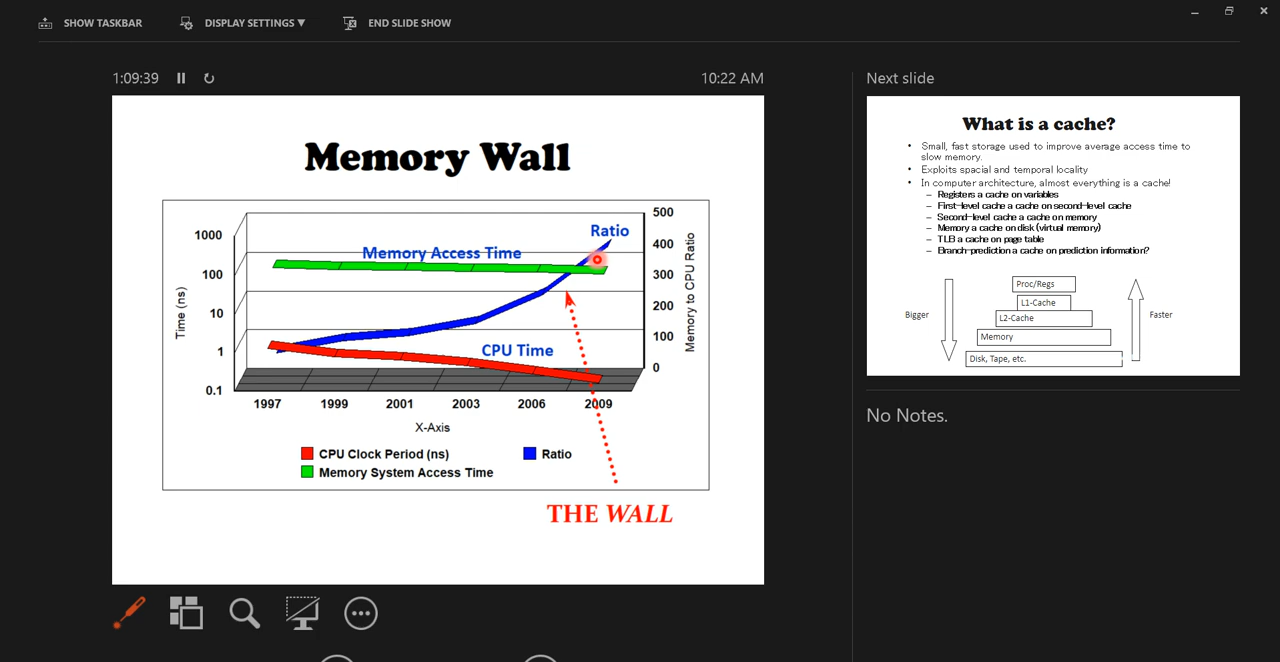 SHOW TASKBAR
DISPLAY SETTINGS ▼
END SLIDE SHOW
1:09:39
10:22 AM
Memory Wall
1000
100
10
1
0.1
Time (ns)
500
400
300
200
100
0
Memory to CPU Ratio
Ratio
Memory Access Time
CPU Time
1997 1999 2001 2003 2006 2009
X-Axis
CPU Clock Period (ns)
Ratio
Memory System Access Time
THE WALL
Next slide
What is a cache?
• Small, fast storage used to improve average access time to
slow memory.
• Exploits spacial and temporal locality
• In computer architecture, almost everything is a cache!
– Registers a cache on variables
– First-level cache a cache on second-level cache
– Second-level cache a cache on memory
– Memory a cache on disk (virtual memory)
– TLB a cache on page table
– Branch-prediction a cache on prediction information?
Proc/Regs
L1-Cache
Bigger
L2-Cache
Faster
Memory
Disk, Tape, etc.
No Notes.